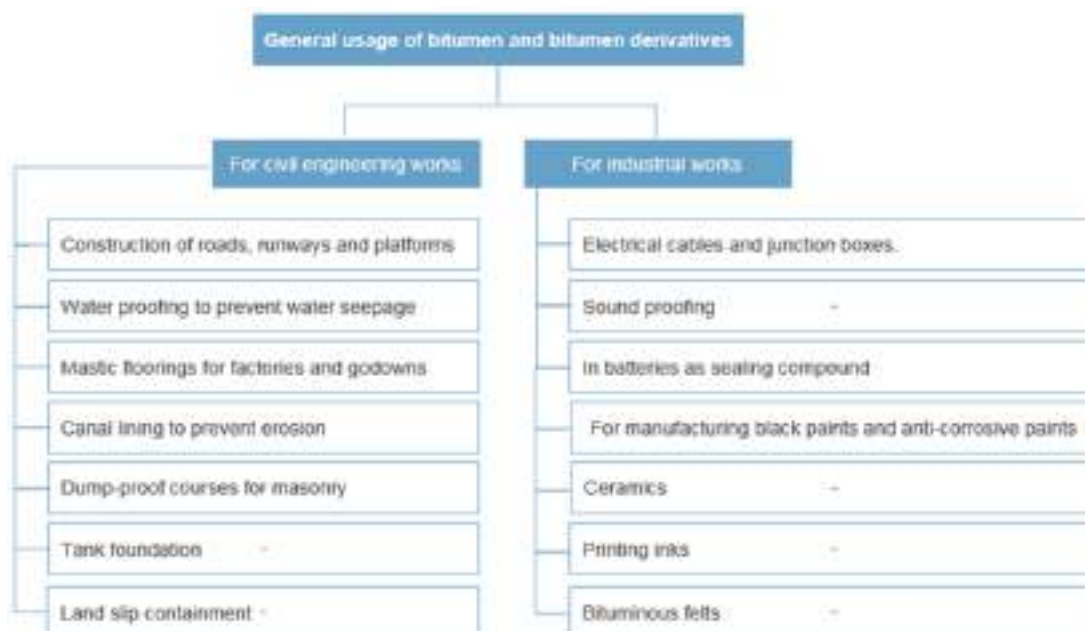 General usage of bitumen and bitumen derivatives
For civil engineering works
Construction of roads, runways and platforms
Water proofing to prevent water seepage
Mastic floorings for factories and godowns
Canal lining to prevent erosion
Dump-proof courses for masonry
Tank foundation -
Land slip containment -
For industrial works
Electrical cables and junction boxes.
Sound proofing -
In batteries as sealing compound
For manufacturing black paints and anti-corrosive paints
Ceramics -
Printing inks -
Bituminous felts -